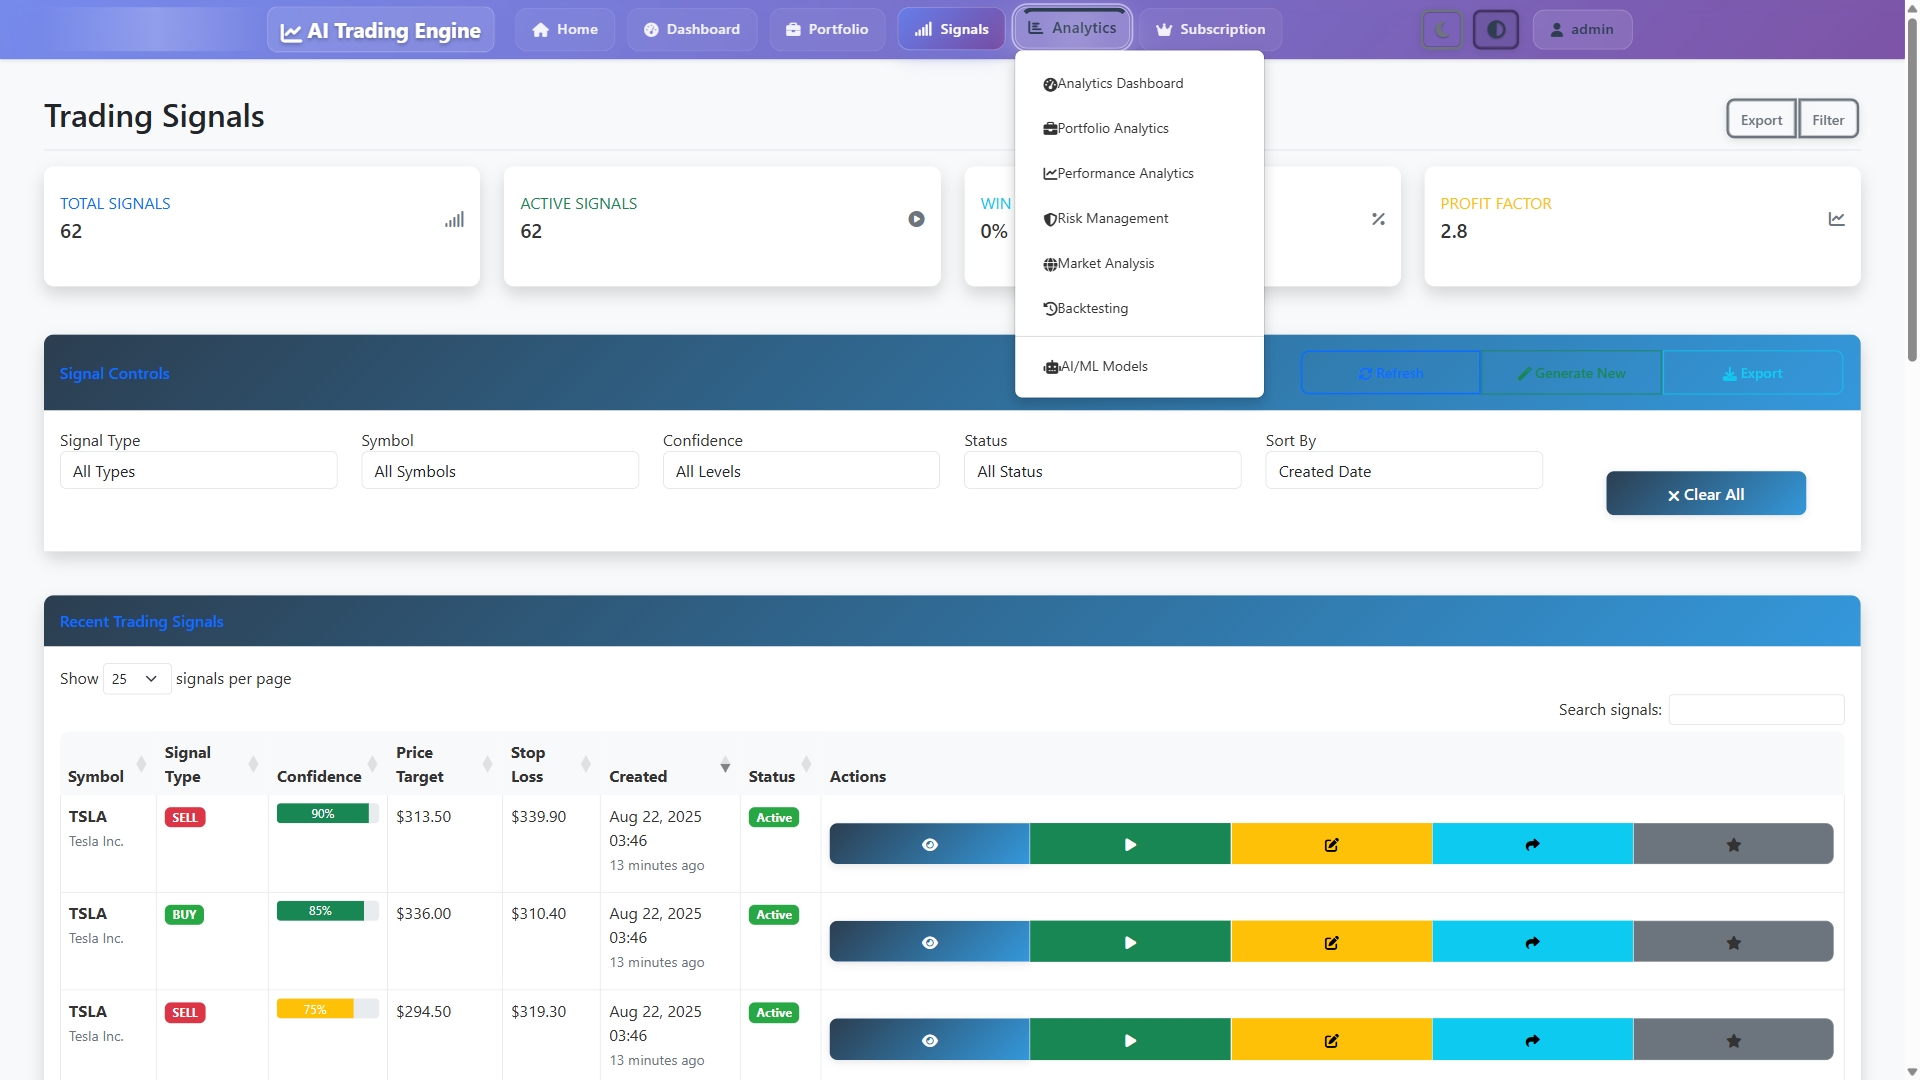 AI Trading Engine
Home
Dashboard
Portfolio
Signals
Analytics
Subscription
admin
Analytics Dashboard
Portfolio Analytics
Performance Analytics
Risk Management
Market Analysis
Backtesting
AI/ML Models
Trading Signals
Export
Filter
TOTAL SIGNALS
62
ACTIVE SIGNALS
62
WIN
0%
PROFIT FACTOR
2.8
Signal Controls
Refresh
Generate New
Export
Signal Type
All Types
Symbol
All Symbols
Confidence
All Levels
Status
All Status
Sort By
Created Date
Clear All
Recent Trading Signals
Show 25 signals per page
Search signals:
Symbol
Signal
Type
Confidence
Price
Target
Stop
Loss
Created
Status
Actions
TSLA
Tesla Inc.
SELL
90%
$313.50
$339.90
Aug 22, 2025
03:46
13 minutes ago
Active
TSLA
Tesla Inc.
BUY
85%
$336.00
$310.40
Aug 22, 2025
03:46
13 minutes ago
Active
TSLA
Tesla Inc.
SELL
75%
$294.50
$319.30
Aug 22, 2025
03:46
13 minutes ago
Active